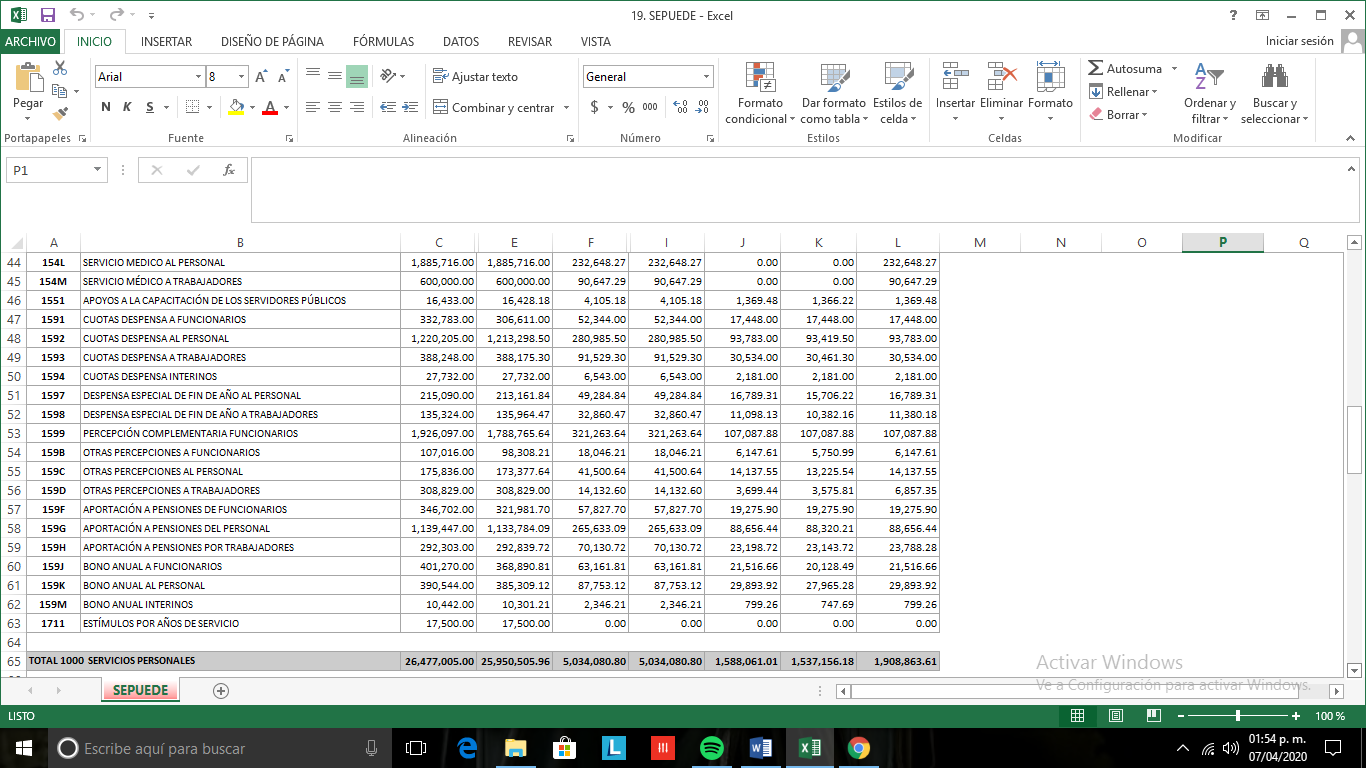 19. SEPUEDE - Excel
ARCHIVO INICIO INSERTAR DISEÑO DE PÁGINA FÓRMULAS DATOS REVISAR VISTA Iniciar sesión
Pegar
Portapapeles
Arial 8
N K S
Fuente
Ajustar texto
Combinar y centrar
Alineación
General
$ % 000
Número
Formato condicional
Dar formato como tabla
Estilos de celda
Estilos
Insertar Eliminar Formato
Celdas
Autosuma
Rellenar
Borrar
Ordenar y filtrar
Buscar y seleccionar
Modificar
P1
fx
A B C E F I J K L M N O P Q
44 154L SERVICIO MEDICO AL PERSONAL 1,885,716.00 1,885,716.00 232,648.27 232,648.27 0.00 0.00 232,648.27
45 154M SERVICIO MÉDICO A TRABAJADORES 600,000.00 600,000.00 90,647.29 90,647.29 0.00 0.00 90,647.29
46 1551 APOYOS A LA CAPACITACIÓN DE LOS SERVIDORES PÚBLICOS 16,433.00 16,428.18 4,105.18 4,105.18 1,369.48 1,366.22 1,369.48
47 1591 CUOTAS DESPENSA A FUNCIONARIOS 332,783.00 306,611.00 52,344.00 52,344.00 17,448.00 17,448.00 17,448.00
48 1592 CUOTAS DESPENSA AL PERSONAL 1,220,205.00 1,213,298.50 280,985.50 280,985.50 93,783.00 93,419.50 93,783.00
49 1593 CUOTAS DESPENSA A TRABAJADORES 388,248.00 388,175.30 91,529.30 91,529.30 30,534.00 30,461.30 30,534.00
50 1594 CUOTAS DESPENSA INTERINOS 27,732.00 27,732.00 6,543.00 6,543.00 2,181.00 2,181.00 2,181.00
51 1597 DESPENSA ESPECIAL DE FIN DE AÑO AL PERSONAL 215,090.00 213,161.84 49,284.84 49,284.84 16,789.31 15,706.22 16,789.31
52 1598 DESPENSA ESPECIAL DE FIN DE AÑO A TRABAJADORES 135,324.00 135,964.47 32,860.47 32,860.47 11,098.13 10,382.16 11,380.18
53 1599 PERCEPCIÓN COMPLEMENTARIA FUNCIONARIOS 1,926,097.00 1,788,765.64 321,263.64 321,263.64 107,087.88 107,087.88 107,087.88
54 159B OTRAS PERCEPCIONES A FUNCIONARIOS 107,016.00 98,308.21 18,046.21 18,046.21 6,147.61 5,750.99 6,147.61
55 159C OTRAS PERCEPCIONES AL PERSONAL 175,836.00 173,377.64 41,500.64 41,500.64 14,137.55 13,225.54 14,137.55
56 159D OTRAS PERCEPCIONES A TRABAJADORES 308,829.00 308,829.00 14,132.60 14,132.60 3,699.44 3,575.81 6,857.35
57 159F APORTACIÓN A PENSIONES DE FUNCIONARIOS 346,702.00 321,981.70 57,827.70 57,827.70 19,275.90 19,275.90 19,275.90
58 159G APORTACIÓN A PENSIONES DEL PERSONAL 1,139,447.00 1,133,784.09 265,633.09 265,633.09 88,656.44 88,320.21 88,656.44
59 159H APORTACIÓN A PENSIONES POR TRABAJADORES 292,303.00 292,839.72 70,130.72 70,130.72 23,198.72 23,143.72 23,788.28
60 159J BONO ANUAL A FUNCIONARIOS 401,270.00 368,890.81 63,161.81 63,161.81 21,516.66 20,128.49 21,516.66
61 159K BONO ANUAL AL PERSONAL 390,544.00 385,309.12 87,753.12 87,753.12 29,893.92 27,965.28 29,893.92
62 159M BONO ANUAL INTERINOS 10,442.00 10,301.21 2,346.21 2,346.21 799.26 747.69 799.26
63 1711 ESTÍMULOS POR AÑOS DE SERVICIO 17,500.00 17,500.00 0.00 0.00 0.00 0.00 0.00
64
65 TOTAL 1000 SERVICIOS PERSONALES 26,477,005.00 25,950,505.96 5,034,080.80 5,034,080.80 1,588,061.01 1,537,156.18 1,908,863.61
Activar Windows
Ve a Configuración para activar Windows.
SEPUEDE
LISTO 100 %
Escribe aquí para buscar
01:54 p. m.
07/04/2020